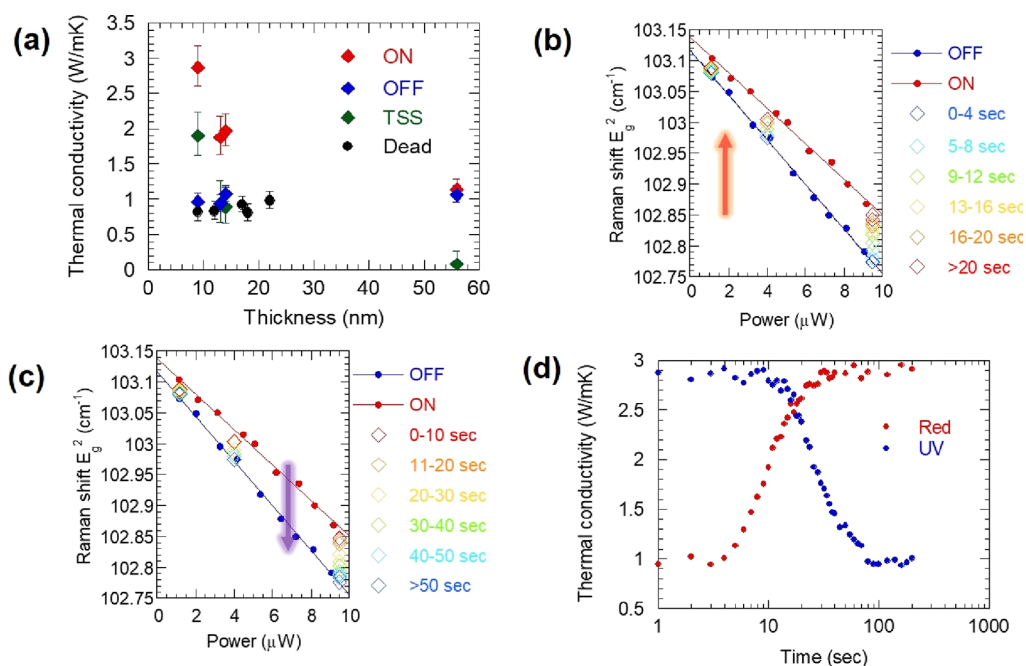 (a)
Thermal conductivity (W/mK)
3.5
3
2.5
2
1.5
1
0.5
0
ON
OFF
TSS
Dead
0 10 20 30 40 50 60
Thickness (nm)
(b)
Raman shift Eg2 (cm-1)
103.15
103.1
103.05
103
102.95
102.9
102.85
102.8
102.75
OFF
ON
0-4 sec
5-8 sec
9-12 sec
13-16 sec
16-20 sec
>20 sec
0 2 4 6 8 10
Power (μW)
(c)
Raman shift Eg2 (cm-1)
103.15
103.1
103.05
103
102.95
102.9
102.85
102.8
102.75
OFF
ON
0-10 sec
11-20 sec
20-30 sec
30-40 sec
40-50 sec
>50 sec
0 2 4 6 8 10
Power (μW)
(d)
Thermal conductivity (W/mK)
3
2.5
2
1.5
1
0.5
Red
UV
1 10 100 1000
Time (sec)